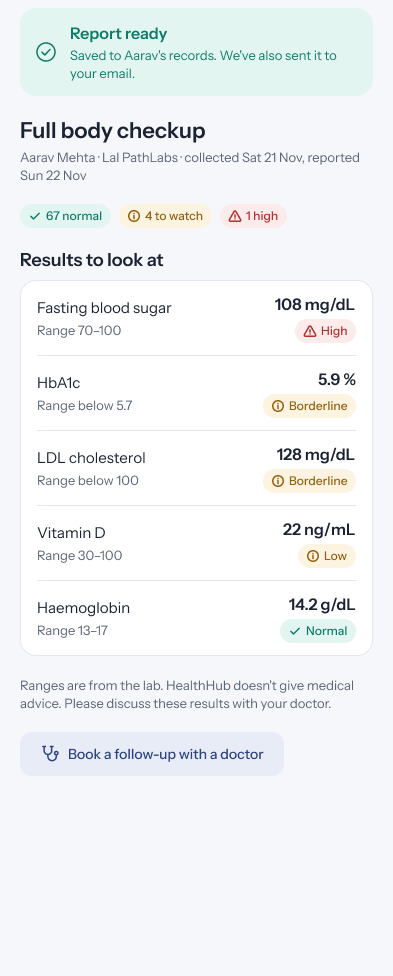 Report ready
Saved to Aarav's records. We've also sent it to
your email.
Full body checkup
Aarav Mehta · Lal PathLabs · collected Sat 21 Nov, reported
Sun 22 Nov
67 normal
4 to watch
1 high
Results to look at
Fasting blood sugar
108 mg/dL
Range 70–100
High
HbA1c
5.9 %
Range below 5.7
Borderline
LDL cholesterol
128 mg/dL
Range below 100
Borderline
Vitamin D
22 ng/mL
Range 30–100
Low
Haemoglobin
14.2 g/dL
Range 13–17
Normal
Ranges are from the lab. HealthHub doesn't give medical
advice. Please discuss these results with your doctor.
Book a follow-up with a doctor